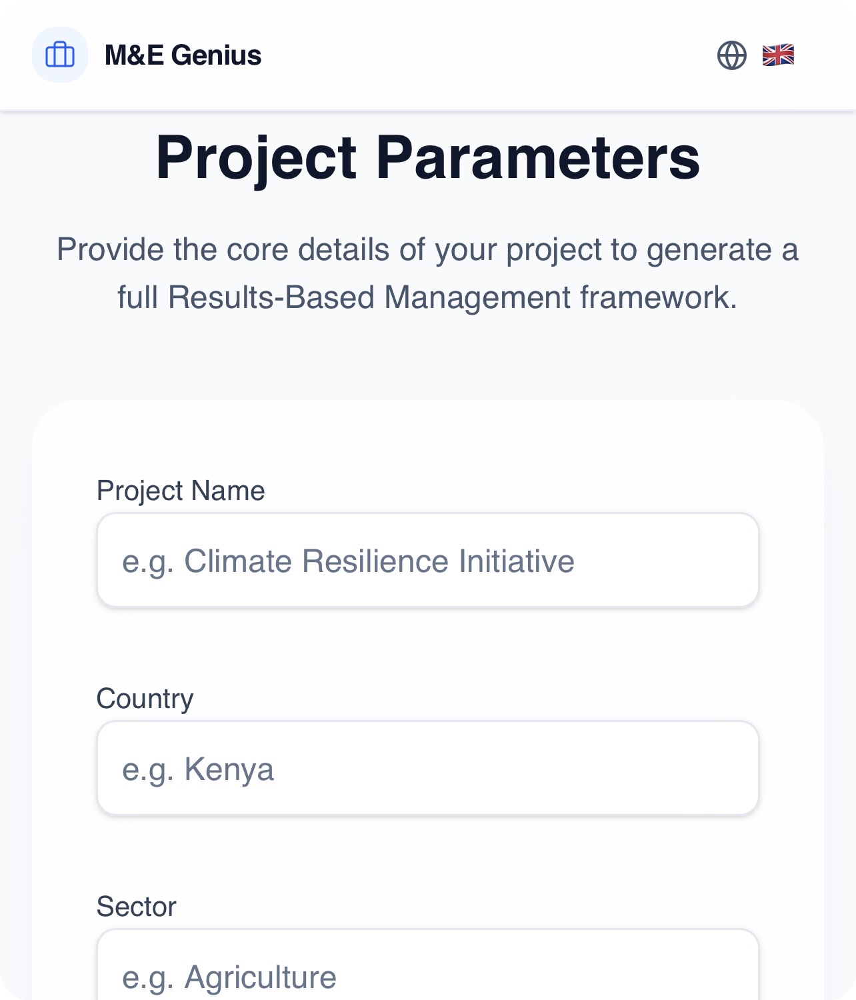 M&E Genius
Project Parameters
Provide the core details of your project to generate a
full Results-Based Management framework.
Project Name
e.g. Climate Resilience Initiative
Country
e.g. Kenya
Sector
e.g. Agriculture